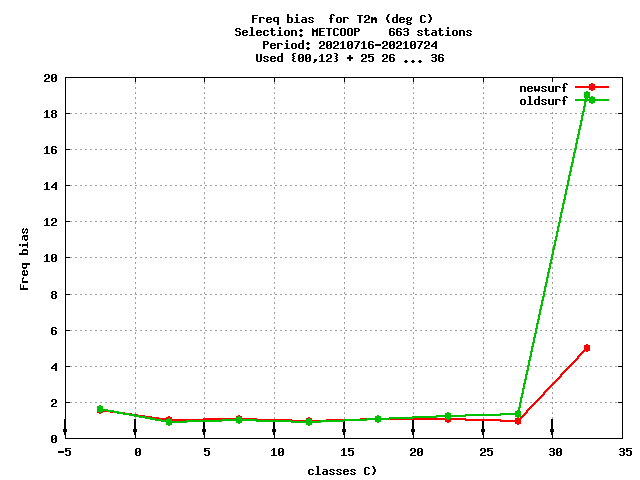 Freq bias  for T2m (deg C)
Selection: METCOOP    663 stations
Period: 20210716-20210724
Used {00,12} + 25 26 ... 36
newsurf
oldsurf
20
18
16
14
12
10
8
6
4
2
0
Freq bias
-5 0 5 10 15 20 25 30 35
classes C)